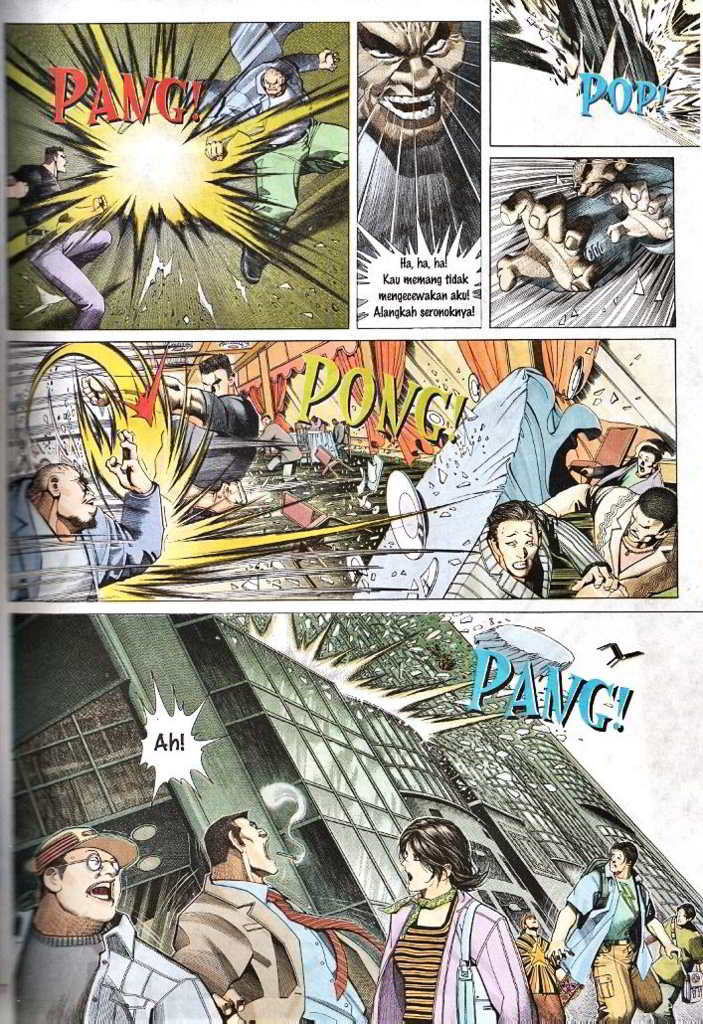 PANG!
Ha, ha, ha!
Kau memang tidak
mengecewakan aku!
Alangkah seronoknya!
POP!
PONG!
PANG!
Ah!